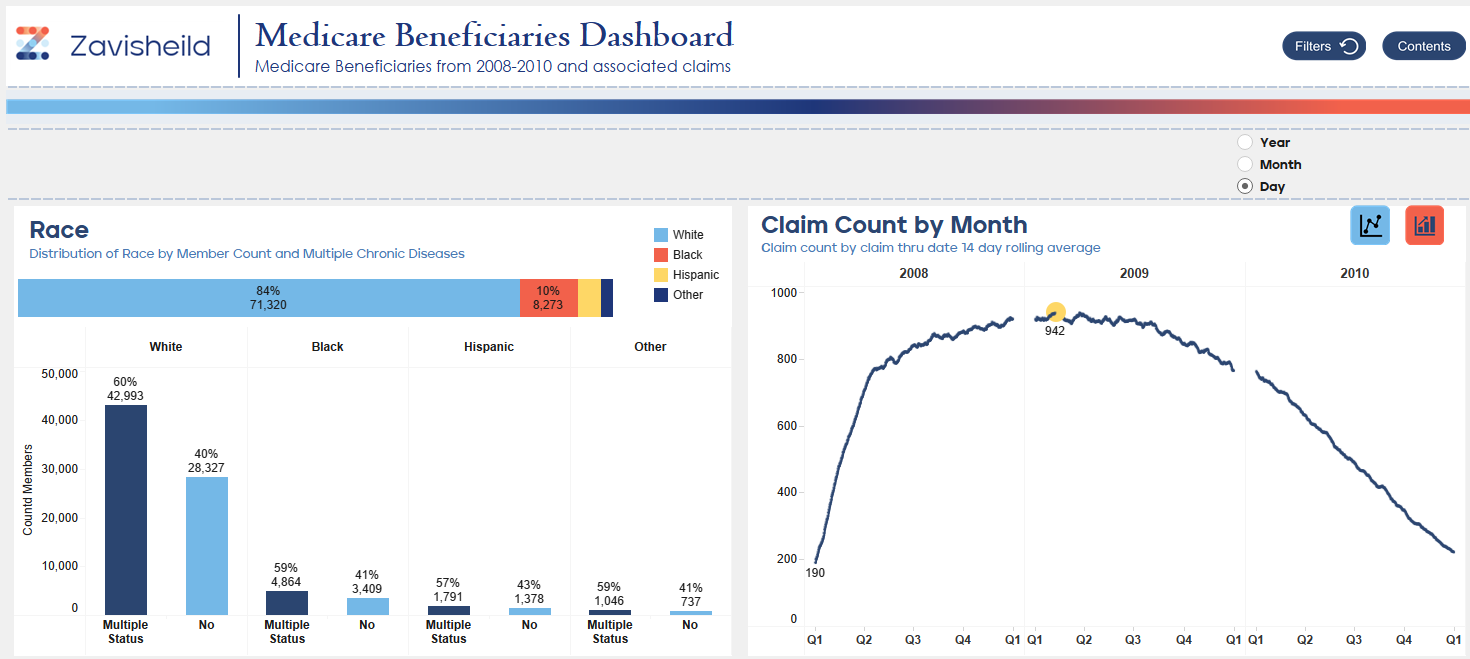 Zavisheild
Medicare Beneficiaries Dashboard
Medicare Beneficiaries from 2008-2010 and associated claims
Filters
Contents
Year
Month
Day
Race
Distribution of Race by Member Count and Multiple Chronic Diseases
White
Black
Hispanic
Other
84%
71,320
10%
8,273
White Black Hispanic Other
Countd Members
50,000
40,000
30,000
20,000
10,000
0
60%
42,993
40%
28,327
59%
4,864
41%
3,409
57%
1,791
43%
1,378
59%
1,046
41%
737
Multiple
Status
No
Multiple
Status
No
Multiple
Status
No
Multiple
Status
No
Claim Count by Month
Claim count by claim thru date 14 day rolling average
2008 2009 2010
1000
800
600
400
200
0
942
190
Q1 Q2 Q3 Q4 Q1 Q1 Q2 Q3 Q4 Q1 Q1 Q2 Q3 Q4 Q1